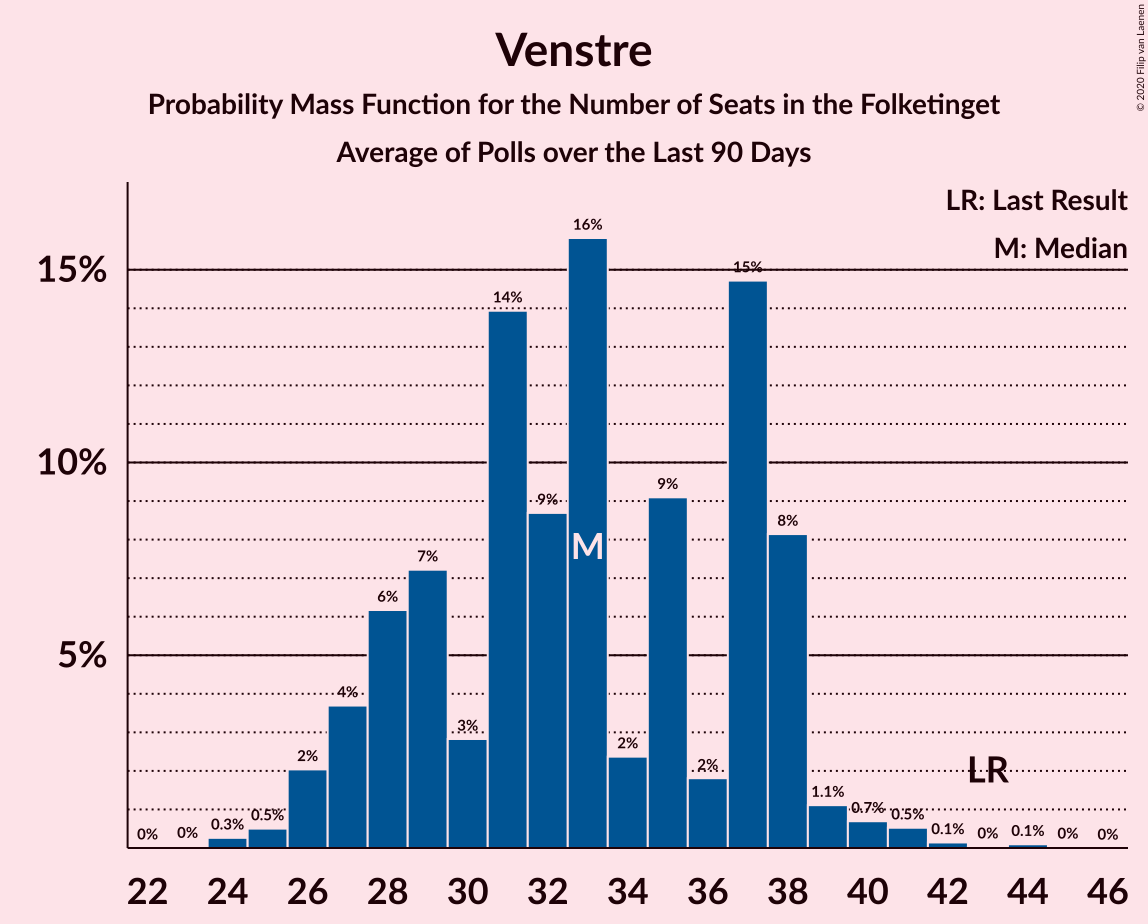 © 2020 Filip van Laenen
Venstre
Probability Mass Function for the Number of Seats in the Folketinget
Average of Polls over the Last 90 Days
LR: Last Result
M: Median
15%
10%
5%
0% 0% 0.3% 0.5% 2% 4% 6% 7% 3% 14% 9% 16% 2% 9% 2% 15% 8% 1.1% 0.7% 0.5% 0.1% 0% 0.1% 0% 0%
M
LR
22 24 26 28 30 32 34 36 38 40 42 44 46